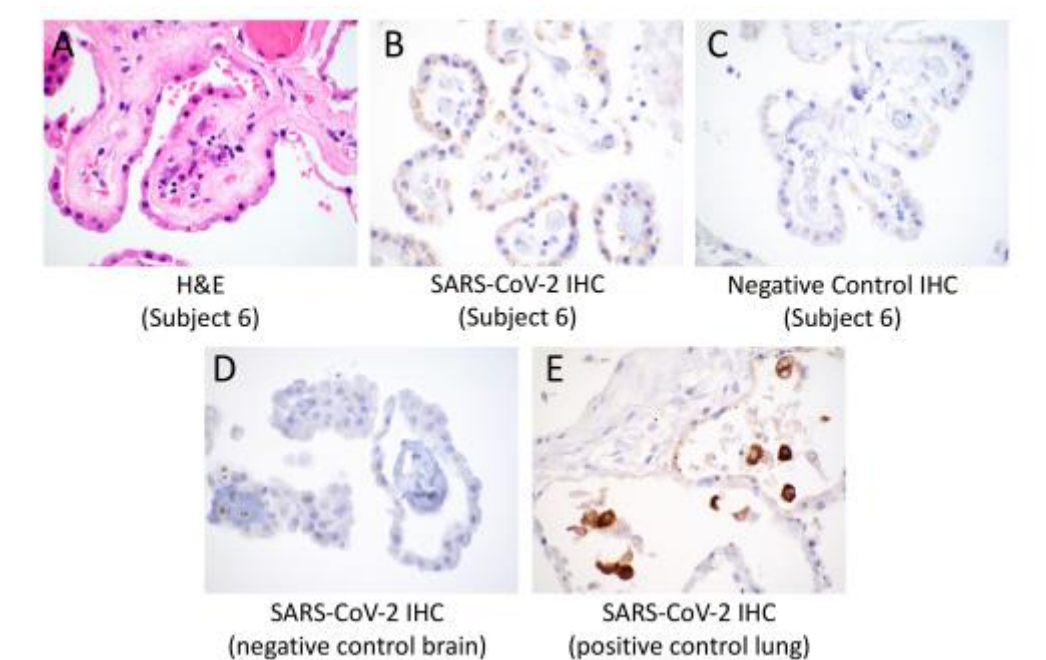 A
B
C
H&E
(Subject 6)
SARS-CoV-2 IHC
(Subject 6)
Negative Control IHC
(Subject 6)
D
E
SARS-CoV-2 IHC
(negative control brain)
SARS-CoV-2 IHC
(positive control lung)